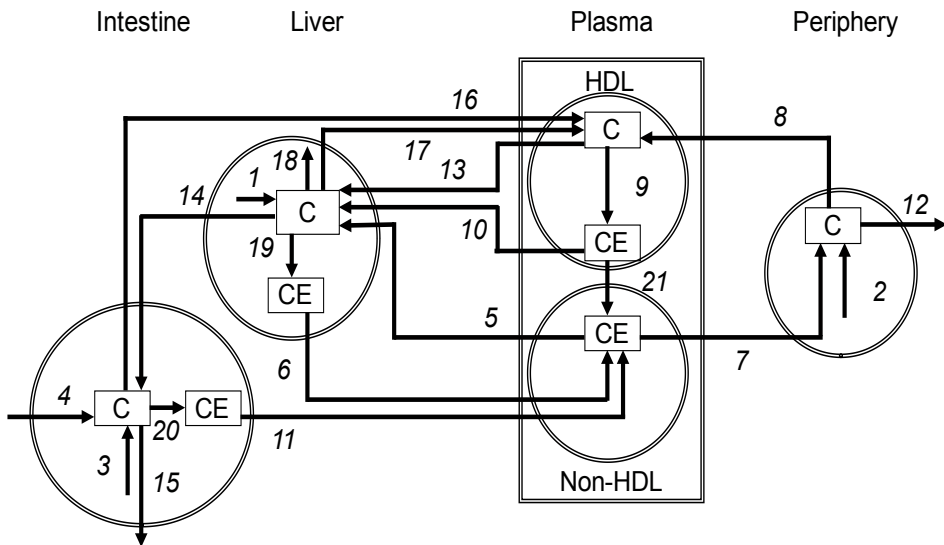 Intestine Liver Plasma Periphery
HDL
16 8
C
17
18 13
1 9
14 C 12
C 10
19 CE
CE 21 2
5 CE
6 7
4 C CE
20 11
3 15
Non-HDL